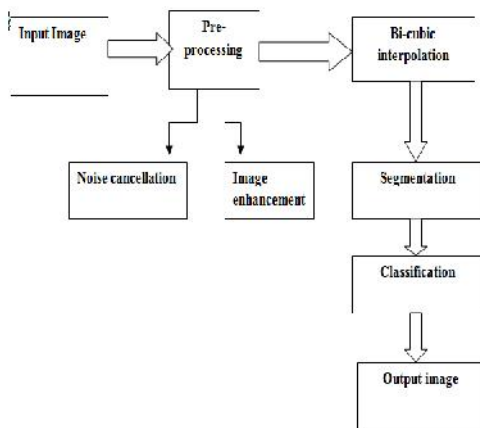 Input Image
Pre-
processing
Bi-cubic
interpolation
Noise cancellation
Image
enhancement
Segmentation
Classification
Output image